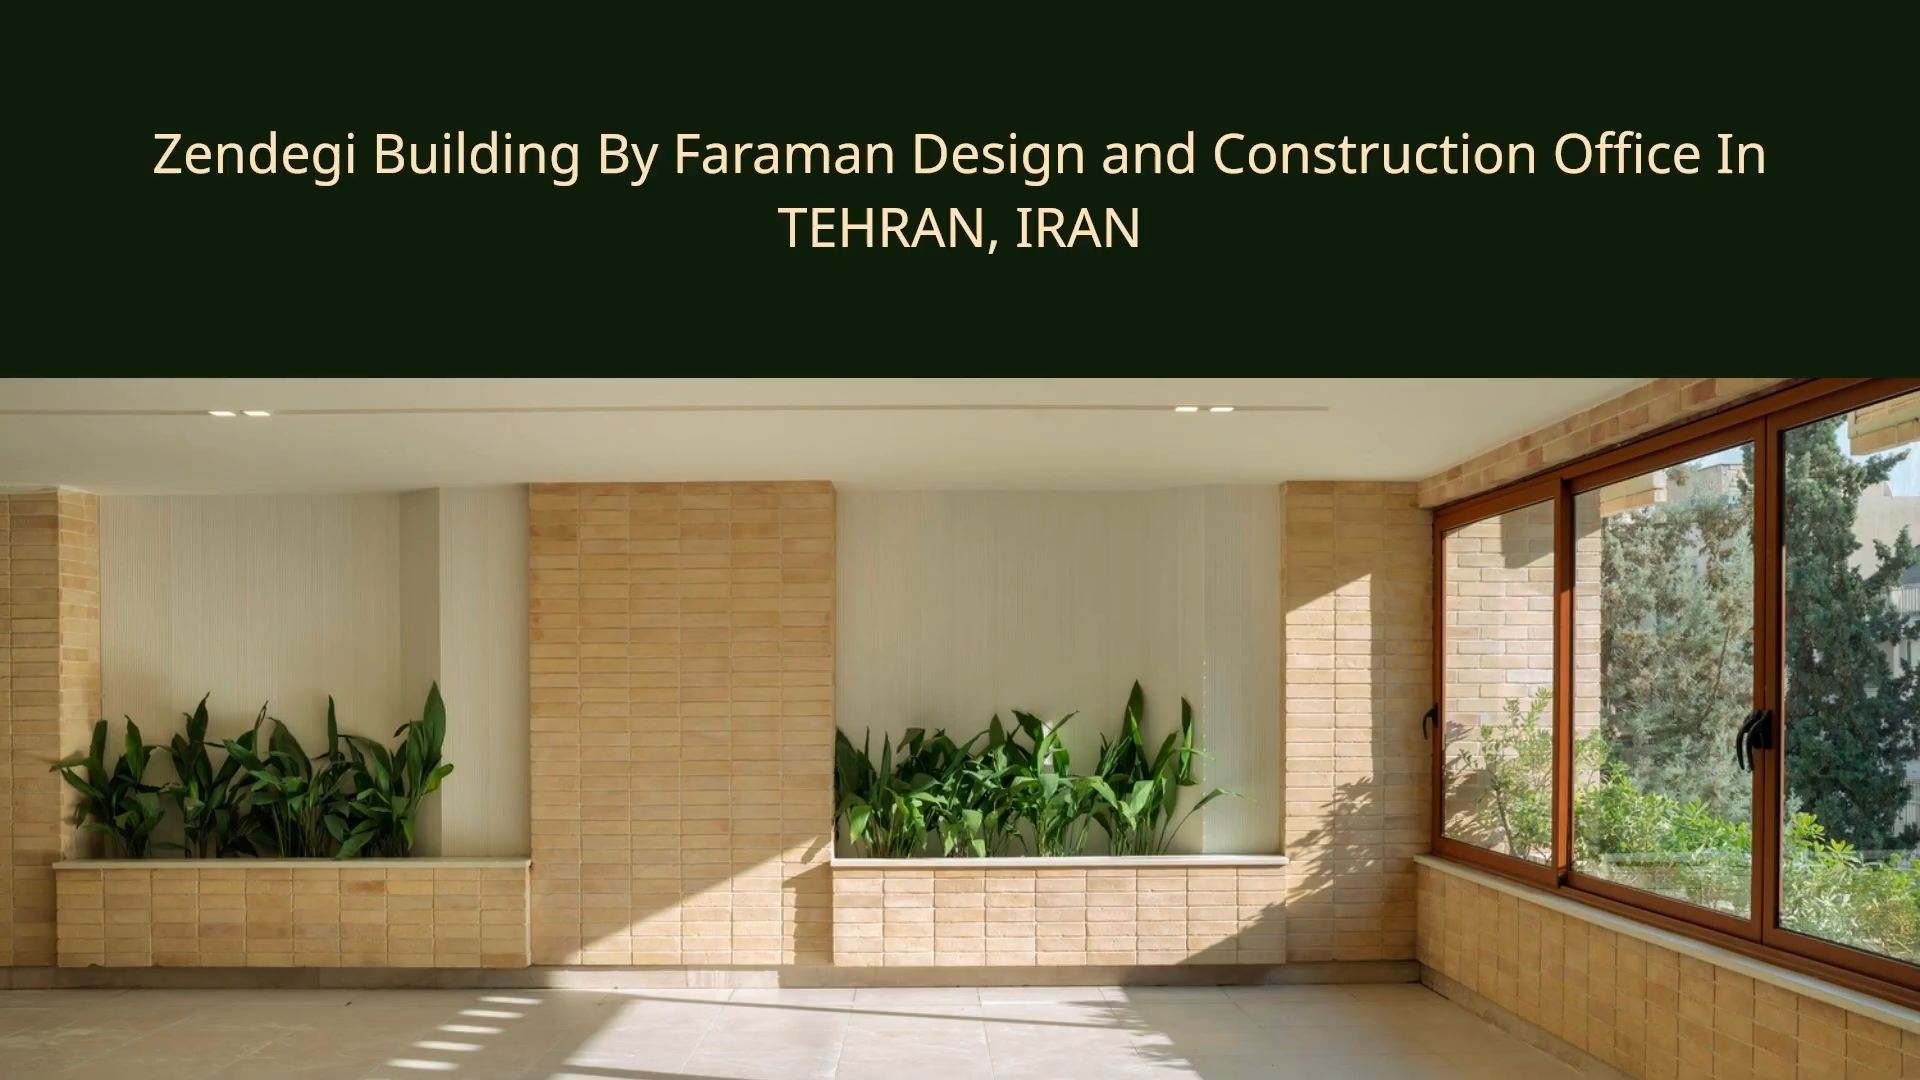 Zendegi Building By Faraman Design and Construction Office In
TEHRAN, IRAN